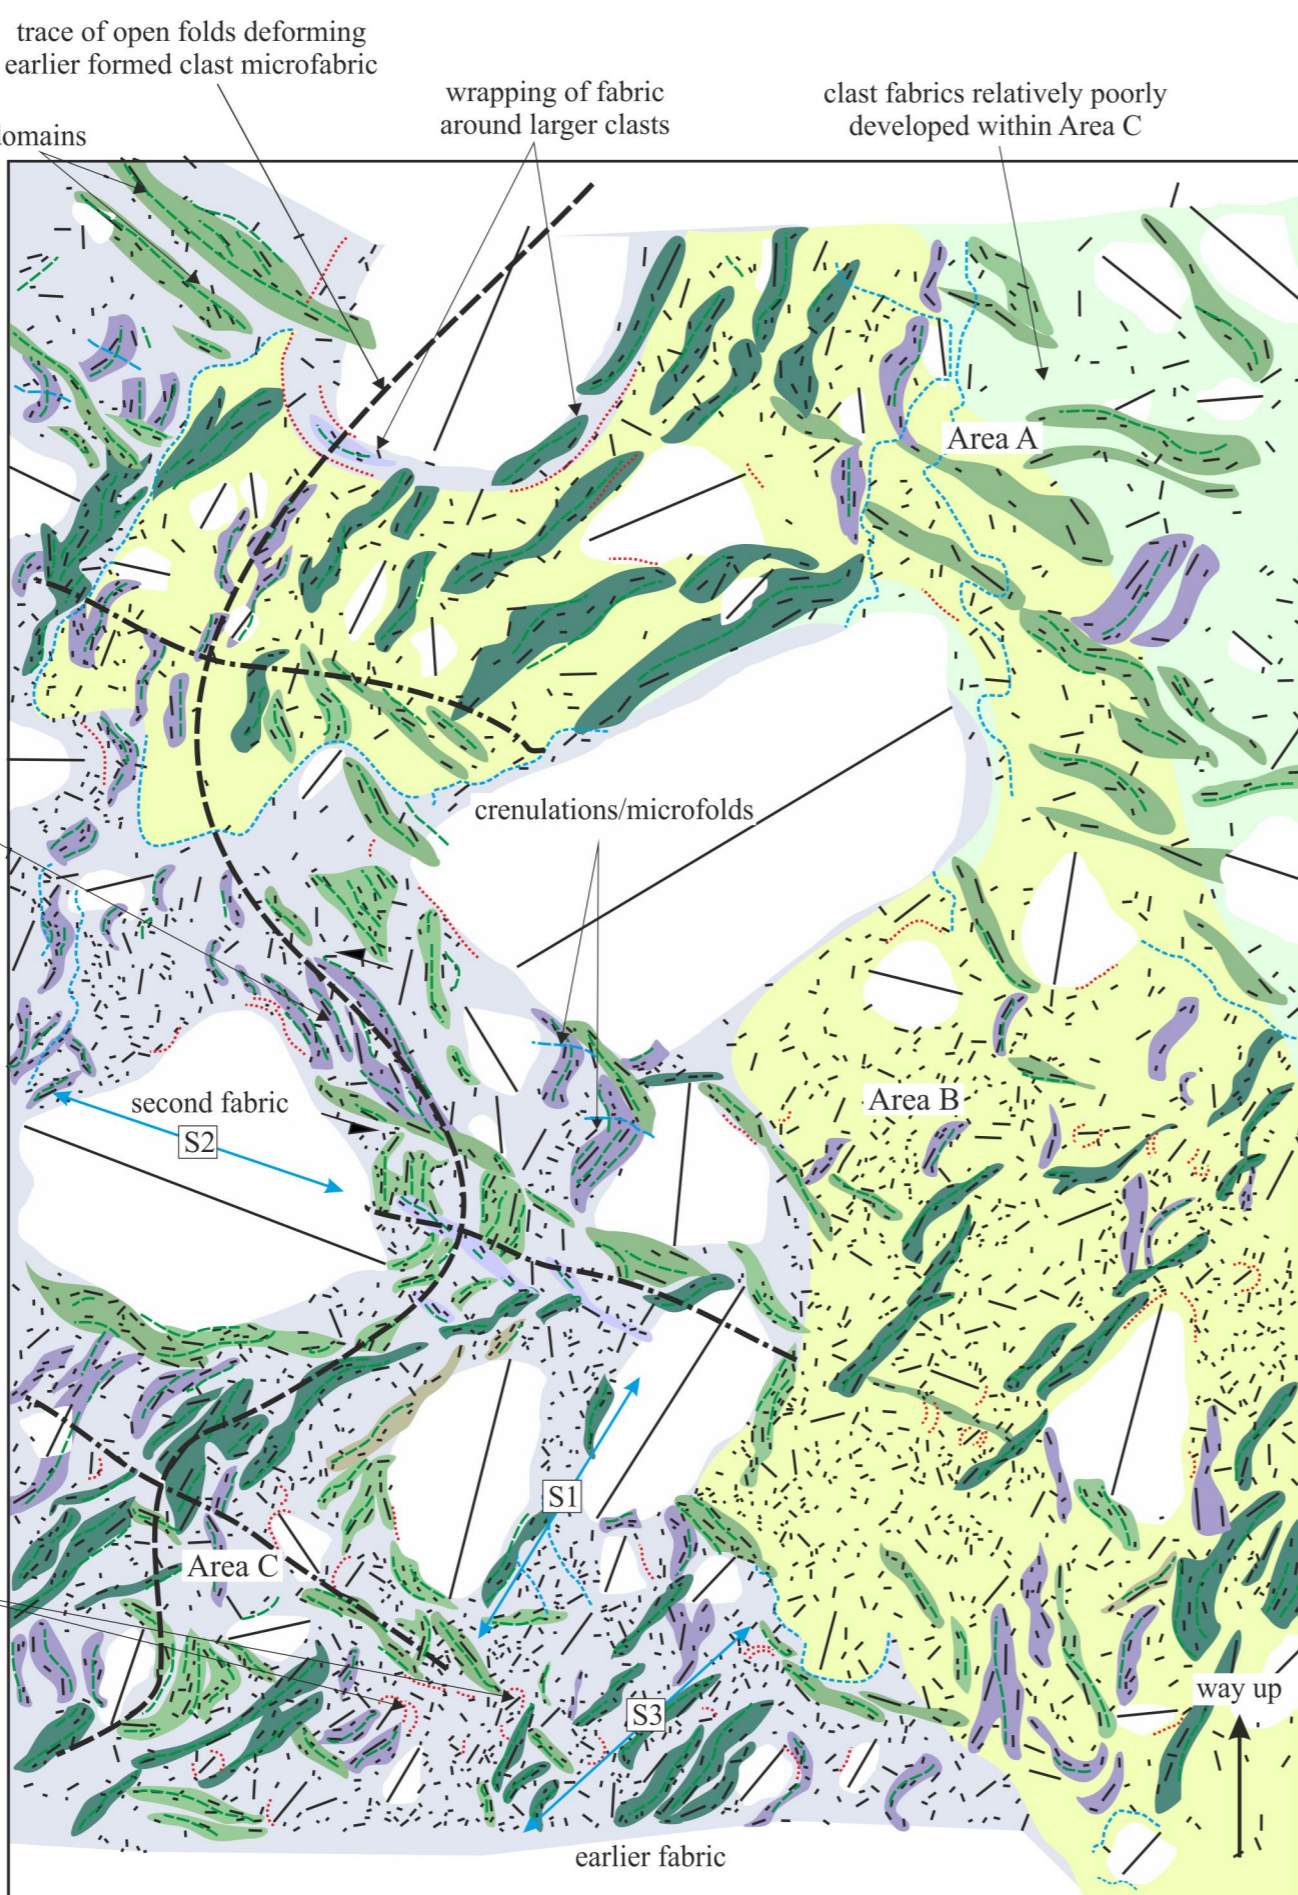 trace of open folds deforming
earlier formed clast microfabric
wrapping of fabric
around larger clasts
clast fabrics relatively poorly
developed within Area C
domains
Area A
crenulations/microfolds
Area B
second fabric
S2
S1
Area C
S3
way up
earlier fabric